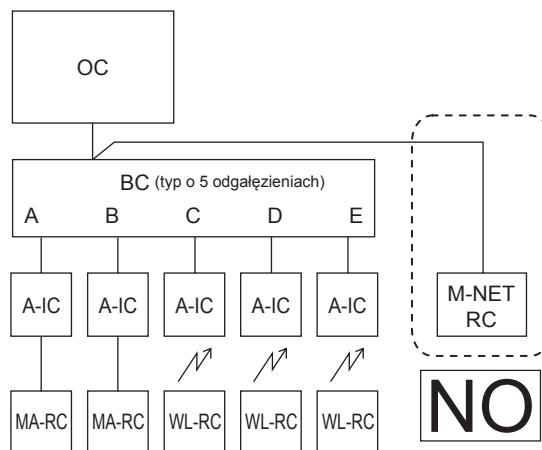 OC
BC (typ o 5 odgałęzieniach)
A B C D E
A-IC A-IC A-IC A-IC A-IC
M-NET
RC
MA-RC MA-RC WL-RC WL-RC WL-RC
NO